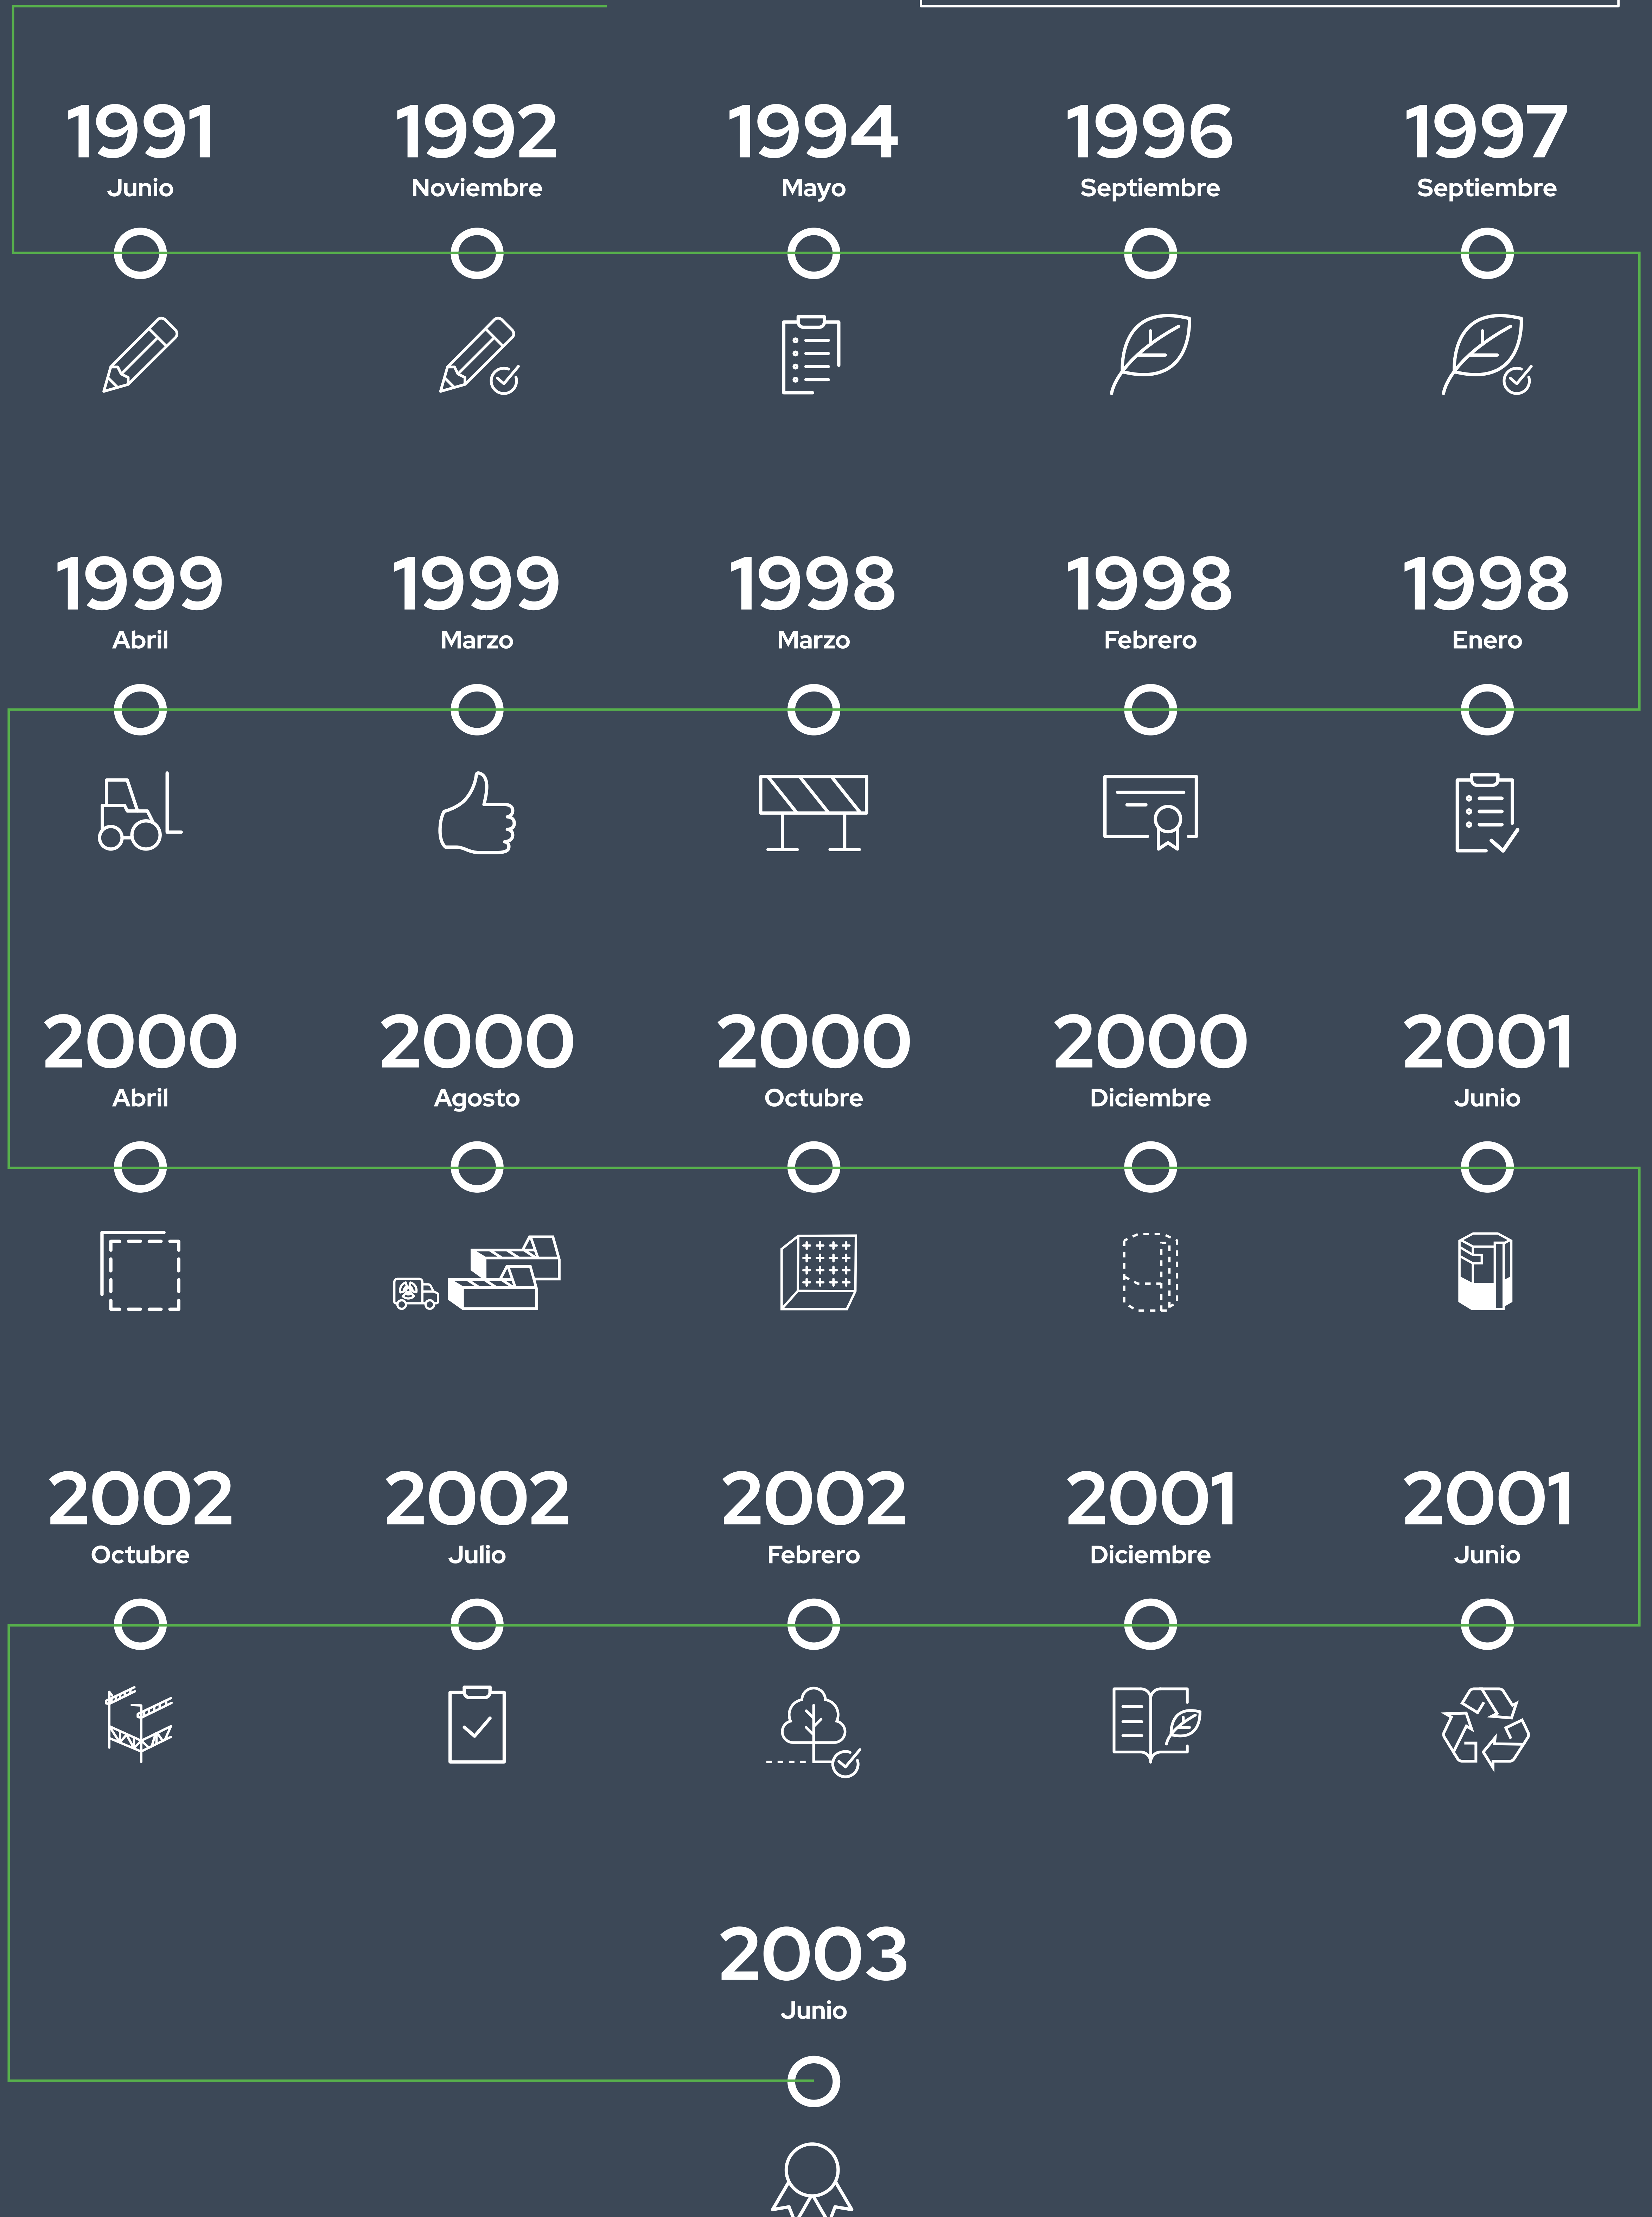 1991
Junio
1992
Noviembre
1994
Mayo
1996
Septiembre
1997
Septiembre
1999
Abril
1999
Marzo
1998
Marzo
1998
Febrero
1998
Enero
2000
Abril
2000
Agosto
2000
Octubre
2000
Diciembre
2001
Junio
2002
Octubre
2002
Julio
2002
Febrero
2001
Diciembre
2001
Junio
2003
Junio